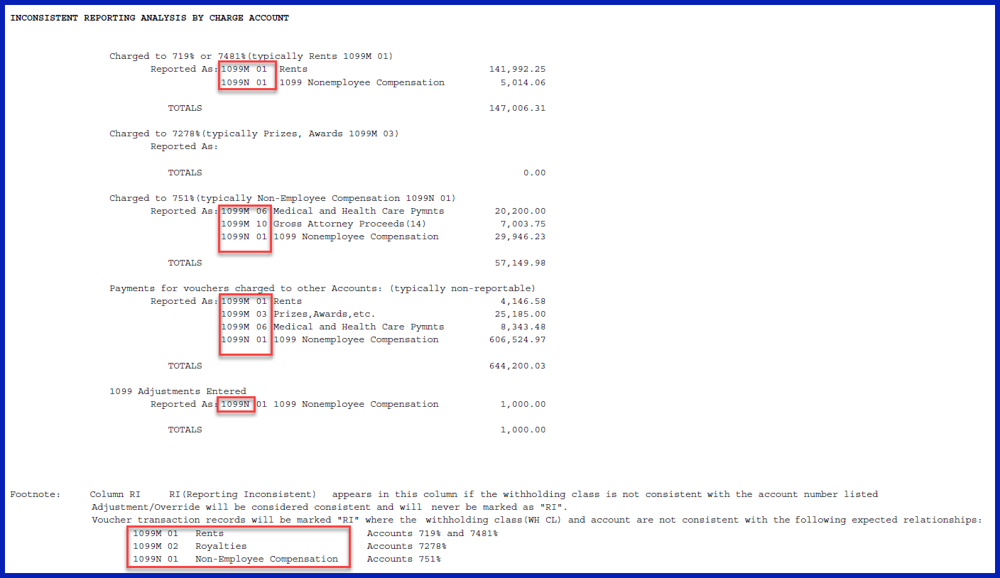 INCONSISTENT REPORTING ANALYSIS BY CHARGE ACCOUNT
Charged to 719% or 7481%(typically Rents 1099M 01)
Reported As: 1099M 01 Rents 141,992.25
1099N 01 1099 Nonemployee Compensation 5,014.06
TOTALS 147,006.31
Charged to 7278%(typically Prizes, Awards 1099M 03)
Reported As:
TOTALS 0.00
Charged to 751%(typically Non-Employee Compensation 1099N 01)
Reported As: 1099M 06 Medical and Health Care Pymnts 20,200.00
1099M 10 Gross Attorney Proceeds(14) 7,003.75
1099N 01 1099 Nonemployee Compensation 29,946.23
TOTALS 57,149.98
Payments for vouchers charged to other Accounts: (typically non-reportable)
Reported As: 1099M 01 Rents 4,146.58
1099M 03 Prizes,Awards,etc. 25,185.00
1099M 06 Medical and Health Care Pymnts 8,343.48
1099N 01 1099 Nonemployee Compensation 606,524.97
TOTALS 644,200.03
1099 Adjustments Entered
Reported As: 1099N 01 1099 Nonemployee Compensation 1,000.00
TOTALS 1,000.00
Footnote: Column RI RI(Reporting Inconsistent) appears in this column if the withholding class is not consistent with the account number listed
Adjustment/Override will be considered consistent and will never be marked as "RI".
Voucher transaction records will be marked "RI" where the withholding class(WH CL) and account are not consistent with the following expected relationships:
1099M 01 Rents Accounts 719% and 7481%
1099M 02 Royalties Accounts 7278%
1099N 01 Non-Employee Compensation Accounts 751%